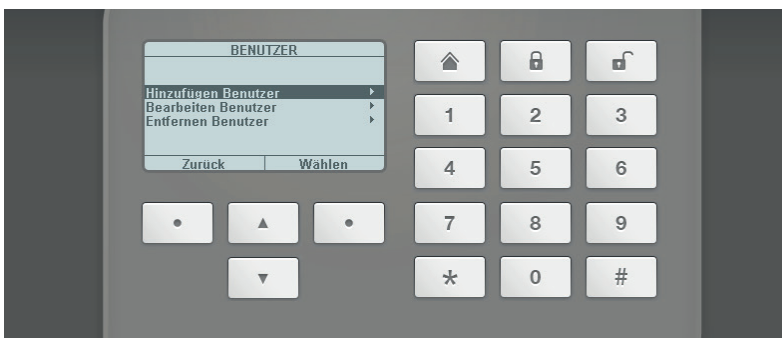 BENUTZER
Hinzufügen Benutzer
Bearbeiten Benutzer
Entfernen Benutzer
Zurück Wählen
1 2 3
4 5 6
7 8 9
* 0 #